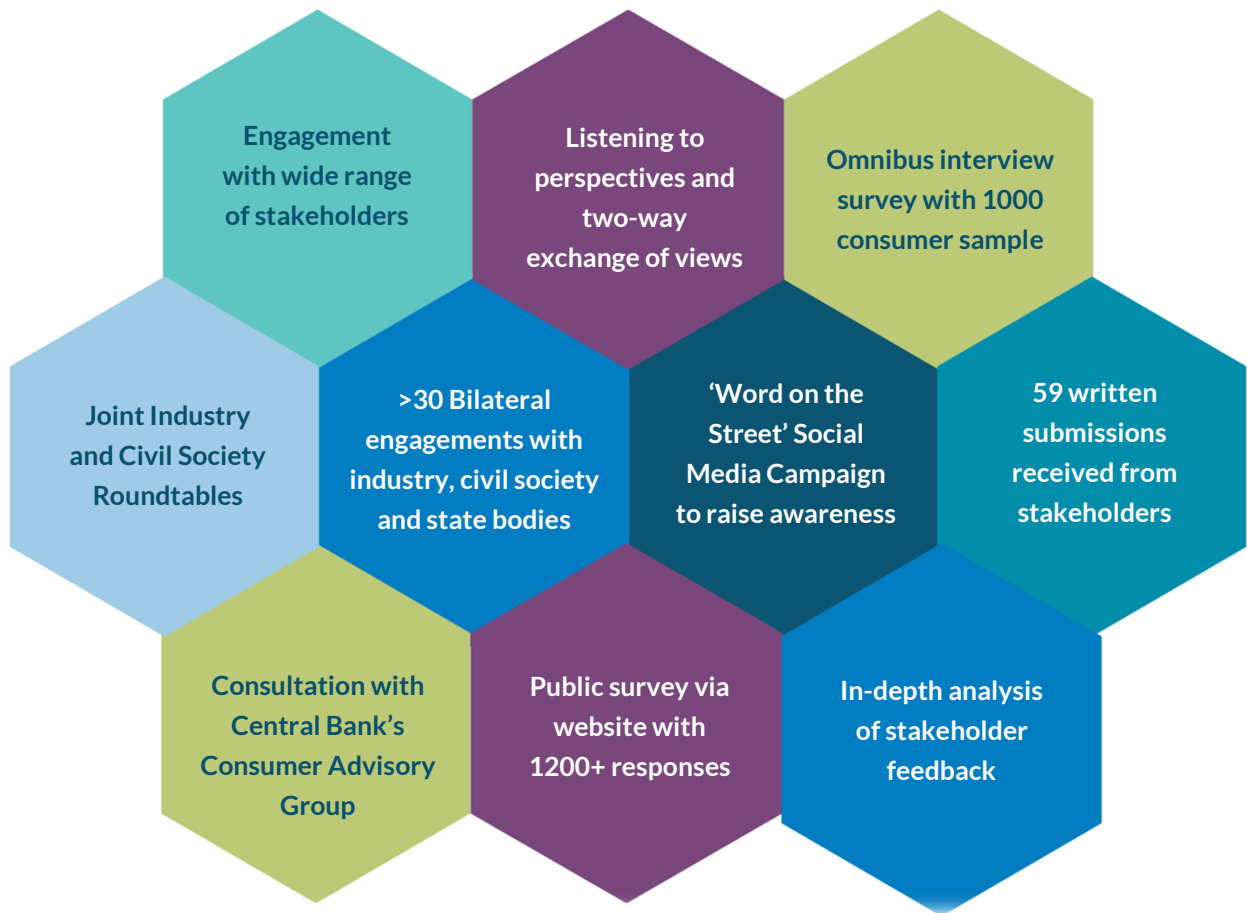 Engagement
with wide range
of stakeholders
Listening to
perspectives and
two-way
exchange of views
Omnibus interview
survey with 1000
consumer sample
Joint Industry
and Civil Society
Roundtables
>30 Bilateral
engagements with
industry, civil society
and state bodies
‘Word on the
Street’ Social
Media Campaign
to raise awareness
59 written
submissions
received from
stakeholders
Consultation with
Central Bank’s
Consumer Advisory
Group
Public survey via
website with
1200+ responses
In-depth analysis
of stakeholder
feedback